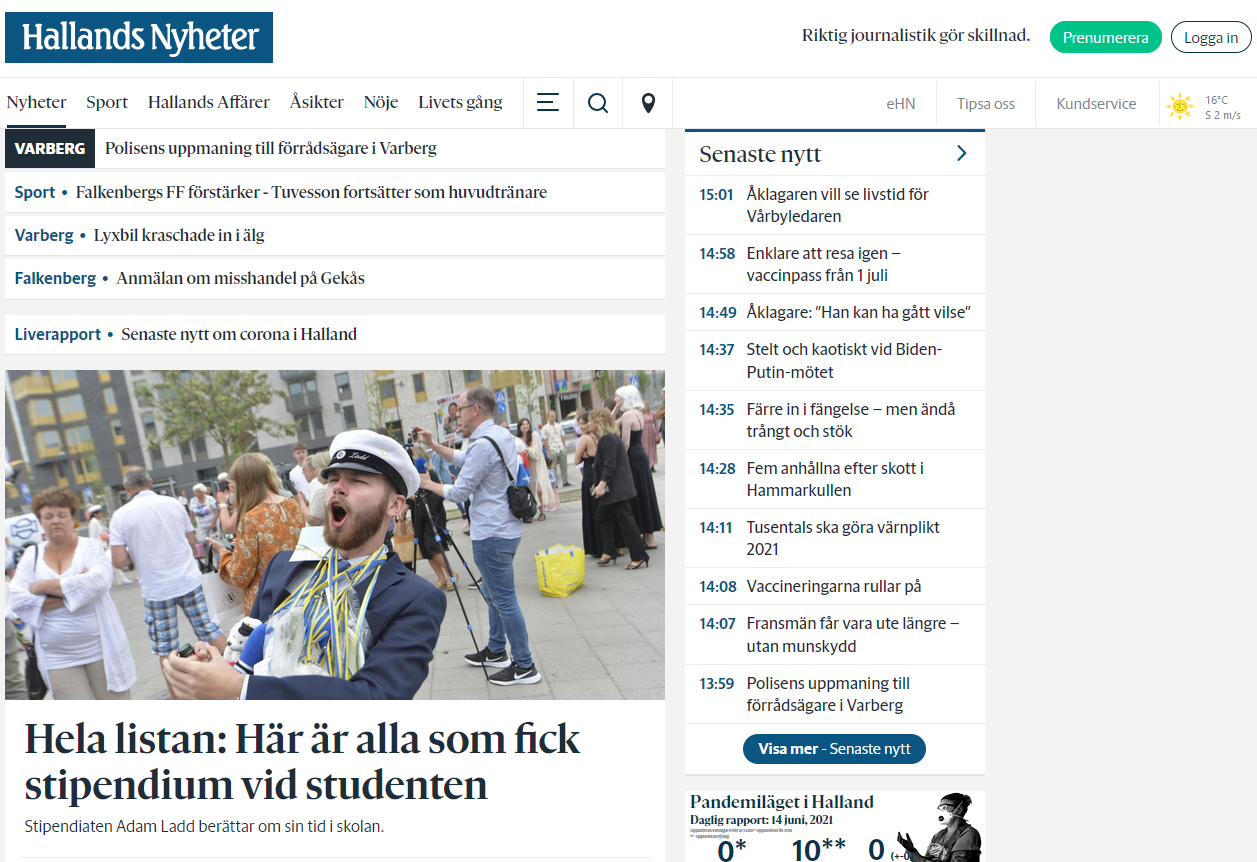 Hallands Nyheter
Riktig journalistik gör skillnad.
Prenumerera
Logga in
Nyheter
Sport
Hallands Affärer
Åsikter
Nöje
Livets gång
eHN
Tipsa oss
Kundservice
16°C
S 2 m/s
VARBERG Polisens uppmaning till förrådsägare i Varberg
Sport • Falkenbergs FF förstärker - Tuvesson fortsätter som huvudtränare
Varberg • Lyxbil kraschade in i älg
Falkenberg • Anmälan om misshandel på Gekås
Liverapport • Senaste nytt om corona i Halland
Ladd
Hela listan: Här är alla som fick
stipendium vid studenten
Stipendiaten Adam Ladd berättar om sin tid i skolan.
Senaste nytt
15:01 Åklagaren vill se livstid för
Vårbyledaren
14:58 Enklare att resa igen –
vaccinpass från 1 juli
14:49 Åklagare: ”Han kan ha gått vilse”
14:37 Stelt och kaotiskt vid Biden-
Putin-mötet
14:35 Färre in i fängelse – men ändå
trångt och stök
14:28 Fem anhållna efter skott i
Hammarkullen
14:11 Tusentals ska göra värnplikt
2021
14:08 Vaccineringarna rullar på
14:07 Fransmän får vara ute längre –
utan munskydd
13:59 Polisens uppmaning till
förrådsägare i Varberg
Visa mer - Senaste nytt
Pandemiläget i Halland
Daglig rapport: 14 juni, 2021
0* 10** 0 (+-0)